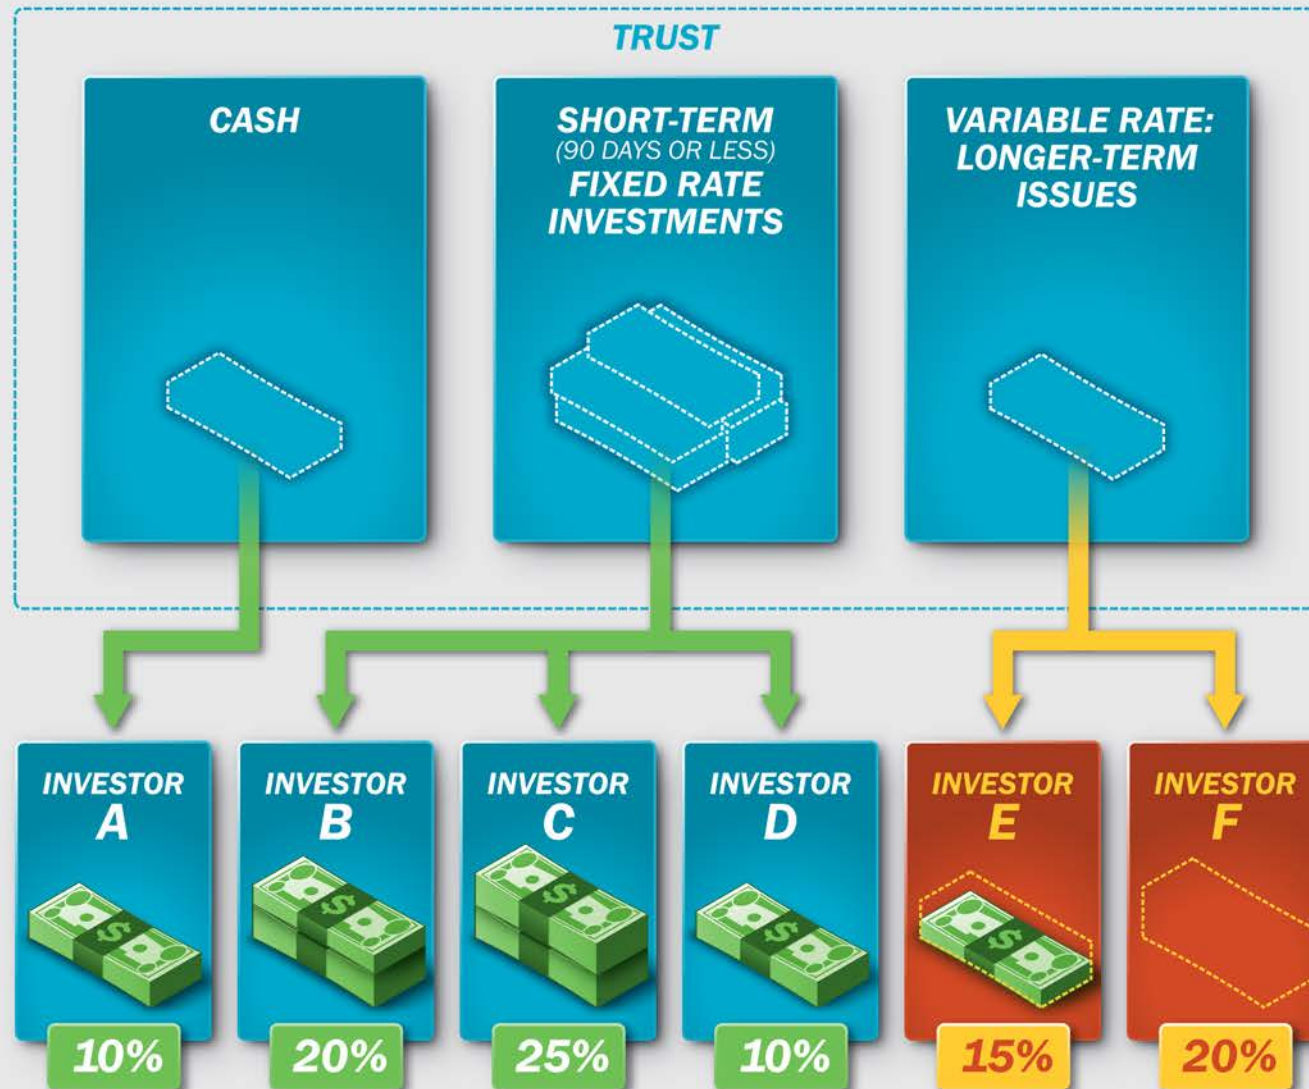 TRUST
CASH
SHORT-TERM
(90 DAYS OR LESS)
FIXED RATE
INVESTMENTS
VARIABLE RATE:
LONGER-TERM
ISSUES
INVESTOR
A
INVESTOR
B
INVESTOR
C
INVESTOR
D
INVESTOR
E
INVESTOR
F
$
$
$
$
$
10%
20%
25%
10%
15%
20%